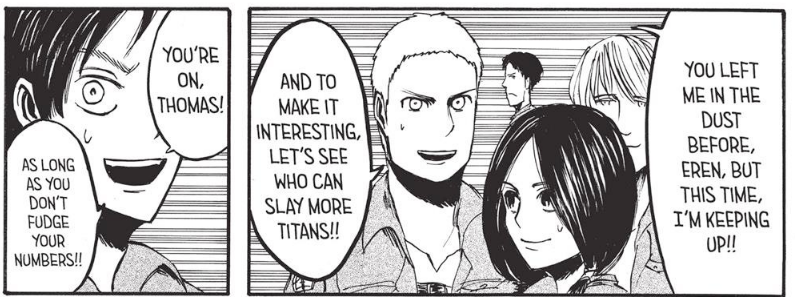 YOU LEFT
ME IN THE
DUST
BEFORE,
EREN, BUT
THIS TIME,
I'M KEEPING
UP!!
AND TO
MAKE IT
INTERESTING,
LET'S SEE
WHO CAN
SLAY MORE
TITANS!!
YOU'RE
ON,
THOMAS!
AS LONG
AS YOU
DON'T
FUDGE
YOUR
NUMBERS!!